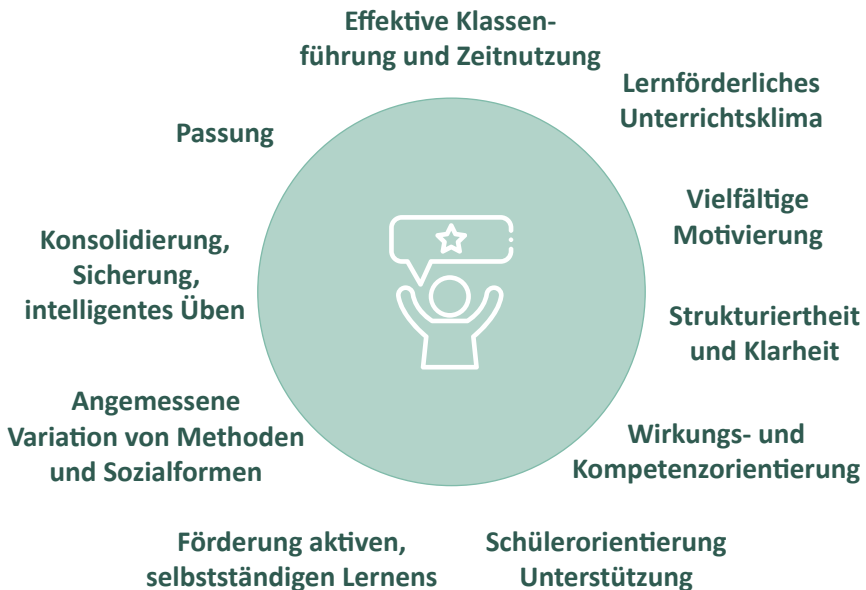 Effektive Klassen-
führung und Zeitnutzung
Lernförderliches
Unterrichtsklima
Vielfältige
Motivierung
Strukturiertheit
und Klarheit
Wirkungs- und
Kompetenzorientierung
Schülerorientierung
Unterstützung
Förderung aktiven,
selbstständigen Lernens
Angemessene
Variation von Methoden
und Sozialformen
Konsolidierung,
Sicherung,
intelligentes Üben
Passung